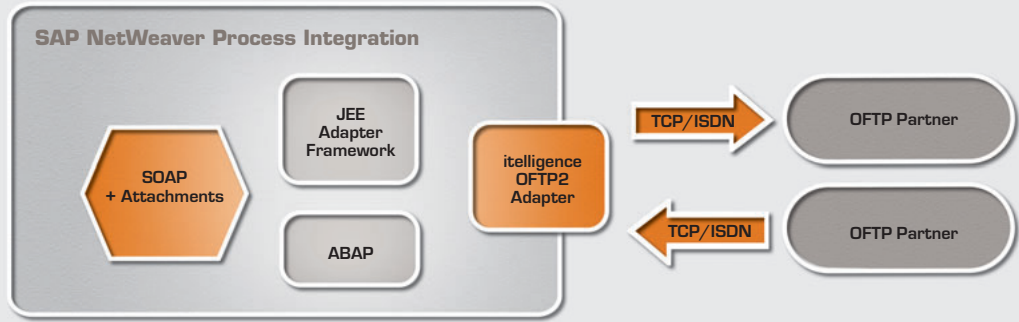 SAP NetWeaver Process Integration
JEE
Adapter
Framework
SOAP
+ Attachments
ABAP
itelligence
OFTP2
Adapter
TCP/ISDN
OFTP Partner
TCP/ISDN
OFTP Partner